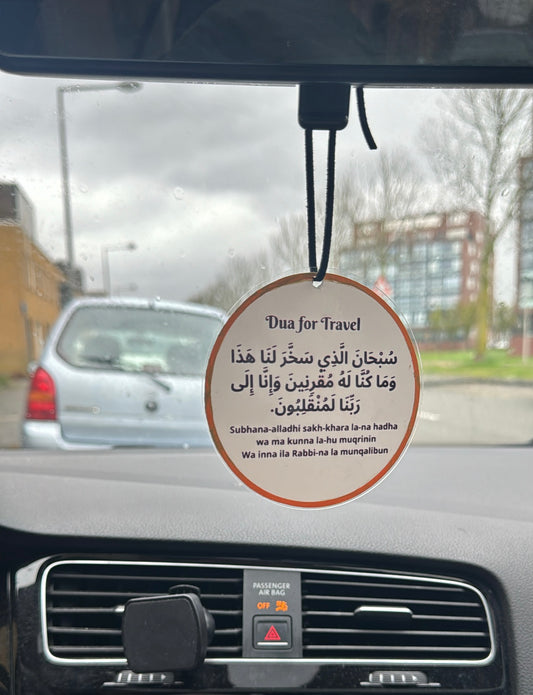 Dua for Travel
سُبْحَانَ الَّذِي سَخَّرَ لَنَا هَٰذَا
وَمَا كُنَّا لَهُ مُقْرِنِينَ وَإِنَّا إِلَى
رَبِّنَا لَمُنْقَلِبُونَ.
Subhana-alladhi sakh-khara la-na hadha
wa ma kunna la-hu muqrinin
Wa inna ila Rabbi-na la munqalibun
PASSENGER
AIR BAG
OFF